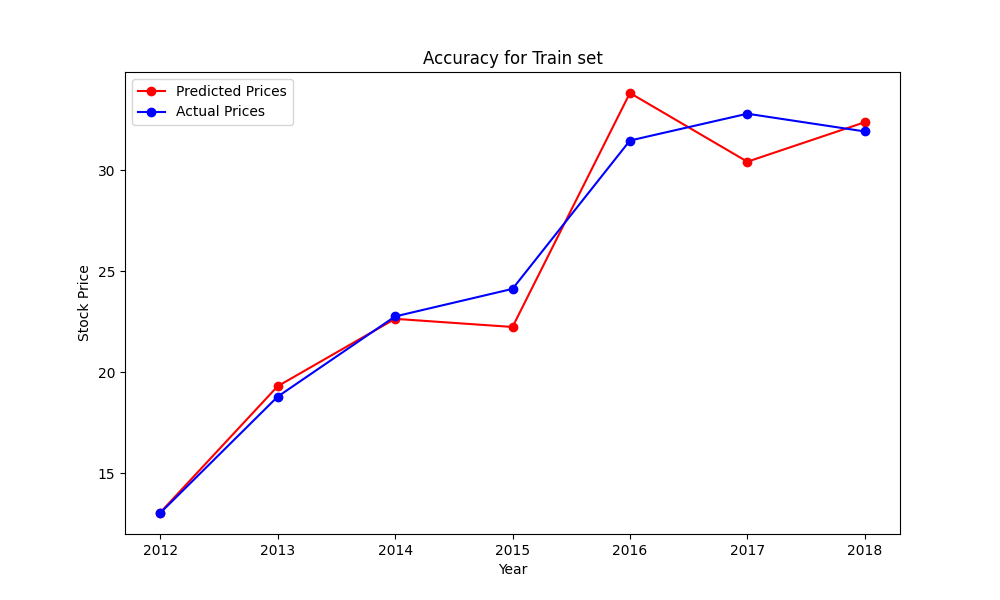 Accuracy for Train set
Predicted Prices
Actual Prices
Stock Price
30
25
20
15
2012 2013 2014 2015 2016 2017 2018
Year